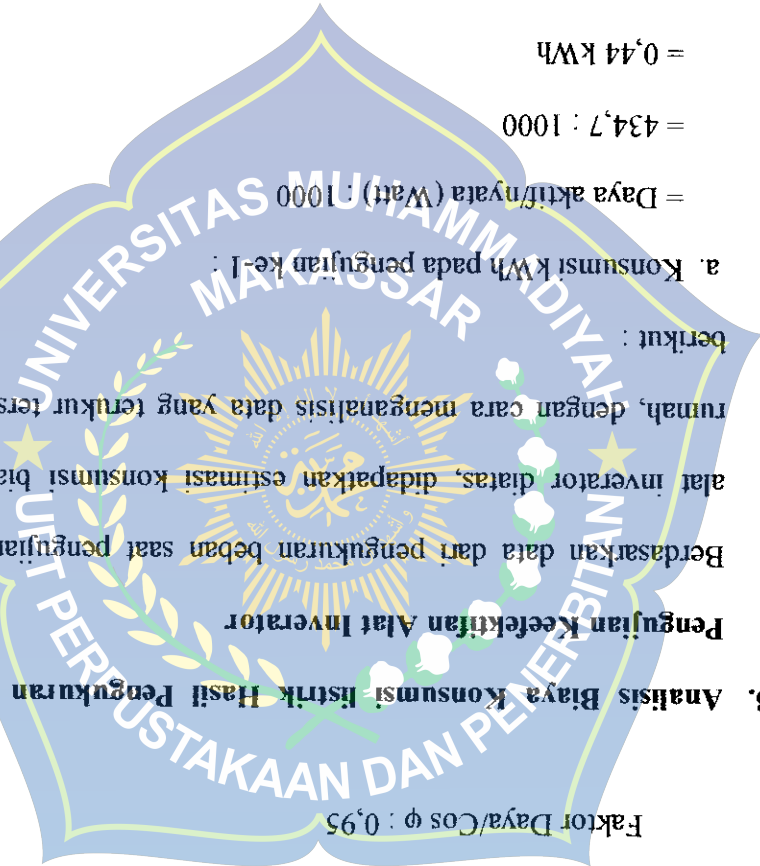 Faktor Daya/Cos φ : 0,95
. Analisis Biaya Konsumsi listrik Hasil Pengukuran
Pengujian Keefektifan Alat Inverator
Berdasarkan data dari pengukuran beban saat pengujian
alat inverator diatas, didapatkan estimasi konsumsi
rumah, dengan cara menganalisis data yang terukur
berikut :
a. Konsumsi kWh pada pengujian ke-1 :
= Daya aktif/nyata (Watt) : 1000
= 434,7 : 1000
= 0,44 kWh
UNIVERSITAS MUHAMMADIYAH
MAKASSAR
UPT PERPUSTAKAAN DAN PENERBITAN